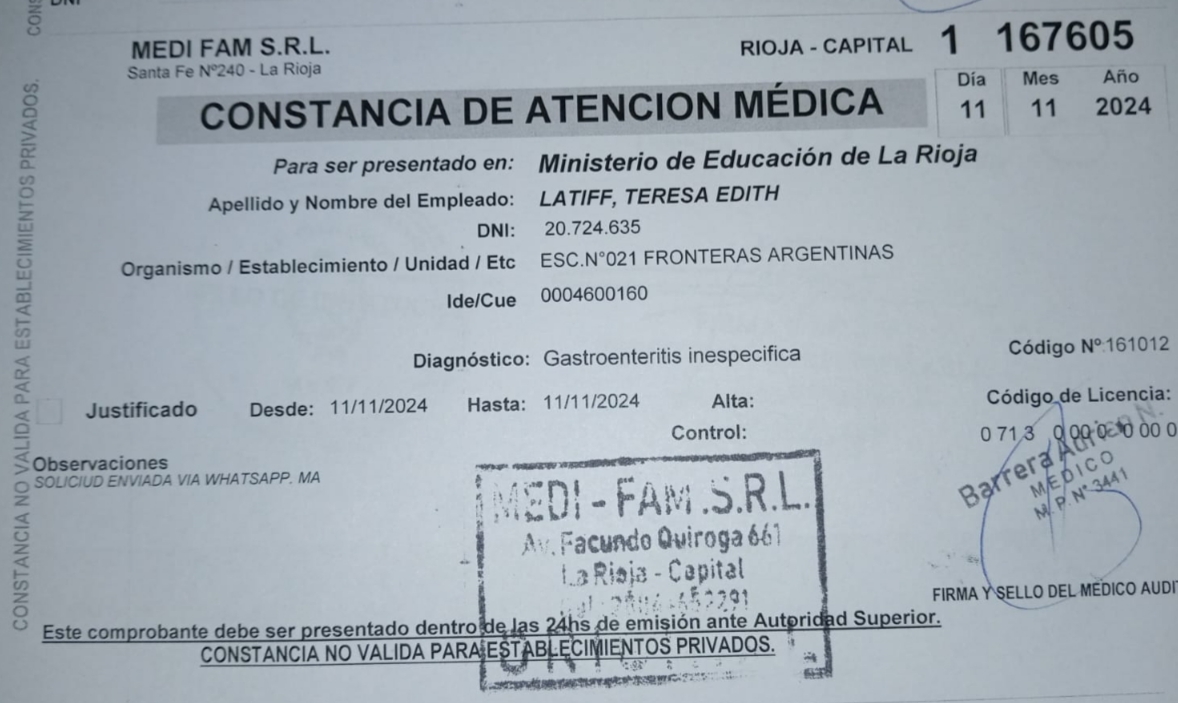 MEDI FAM S.R.L.
Santa Fe Nº240 - La Rioja
RIOJA - CAPITAL 1 167605
Día Mes Año
11 11 2024
CONSTANCIA DE ATENCION MÉDICA
Para ser presentado en: Ministerio de Educación de La Rioja
Apellido y Nombre del Empleado: LATIFF, TERESA EDITH
DNI: 20.724.635
Organismo / Establecimiento / Unidad / Etc ESC.N°021 FRONTERAS ARGENTINAS
Ide/Cue 0004600160
Diagnóstico: Gastroenteritis inespecifica
Código Nº:161012
Justificado Desde: 11/11/2024 Hasta: 11/11/2024 Alta:
Código de Licencia:
Control:
0 71 3 0 00 0 0 00 0
Observaciones
SOLICIUD ENVIADA VIA WHATSAPP. MA
MEDI - FAM .S.R.L.
Av. Facundo Quiroga 661
La Rioja - Capital
Barrera
MEDICO
M.P. N° 3441
FIRMA Y SELLO DEL MEDICO AUDI
Este comprobante debe ser presentado dentro de las 24hs de emisión ante Autoridad Superior.
CONSTANCIA NO VALIDA PARA ESTABLECIMIENTOS PRIVADOS.
CONSTANCIA NO VALIDA PARA ESTABLECIMIENTOS PRIVADOS. CONS